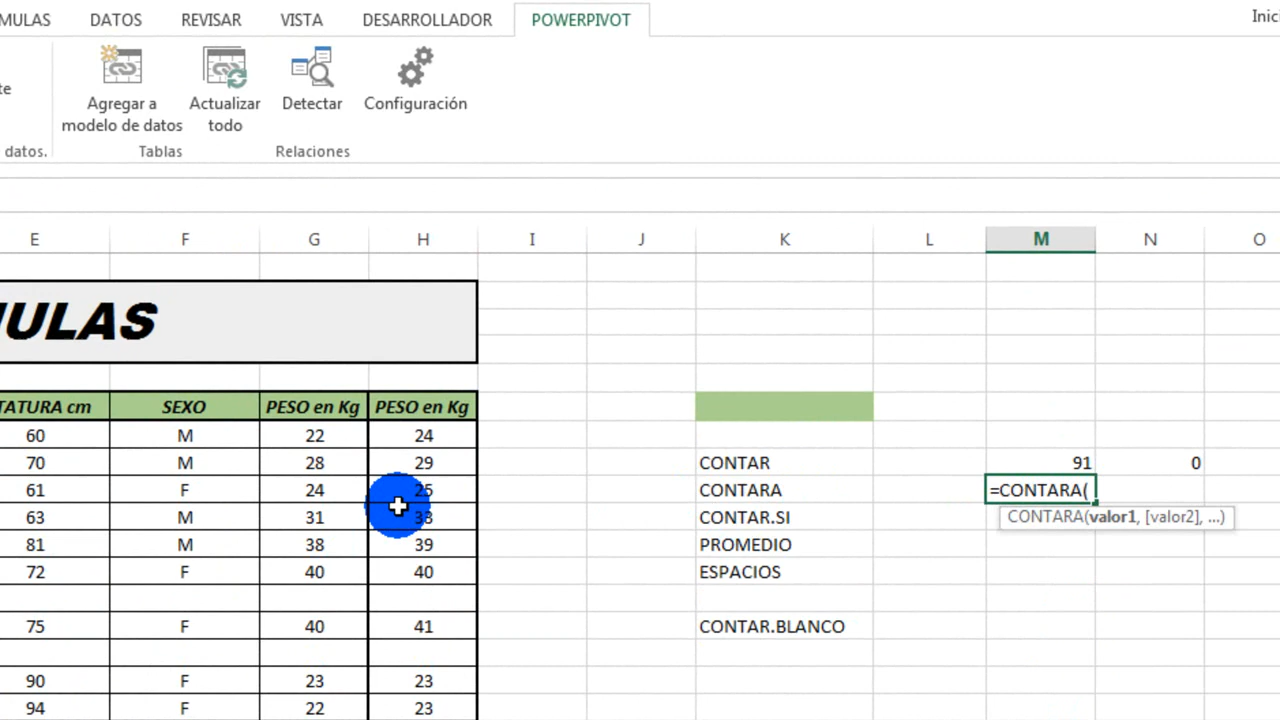 MULAS DATOS REVISAR VISTA DESARROLLADOR POWERPIVOT Inic
te Agregar a Actualizar Detectar Configuración
modelo de datos todo
datos. Tablas Relaciones
E F G H I J K L M N O
MULAS
TATURA cm SEXO PESO en Kg PESO en Kg
60 M 22 24
70 M 28 29 CONTAR 91 0
61 F 24 25 CONTARA =CONTARA(
63 M 31 33 CONTAR.SI CONTARA(valor1, [valor2], ...)
81 M 38 39 PROMEDIO
72 F 40 40 ESPACIOS
75 F 40 41 CONTAR.BLANCO
90 F 23 23
94 F 22 23